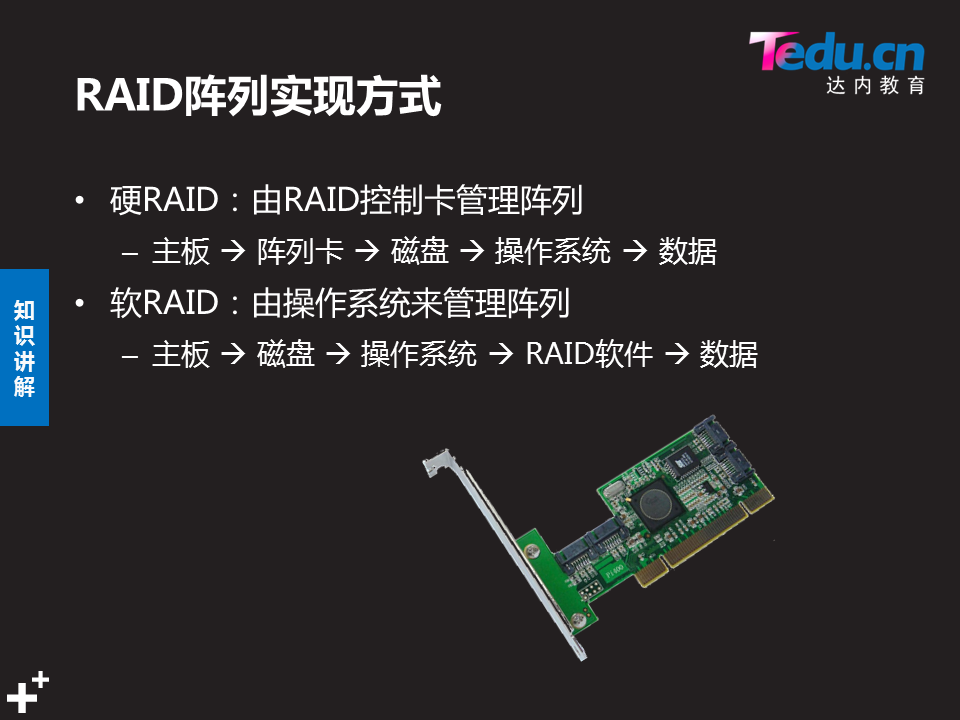 Tedu.cn
达内教育
RAID阵列实现方式
• 硬RAID：由RAID控制卡管理阵列
– 主板 → 阵列卡 → 磁盘 → 操作系统 → 数据
• 软RAID：由操作系统来管理阵列
– 主板 → 磁盘 → 操作系统 → RAID软件 → 数据
知识讲解